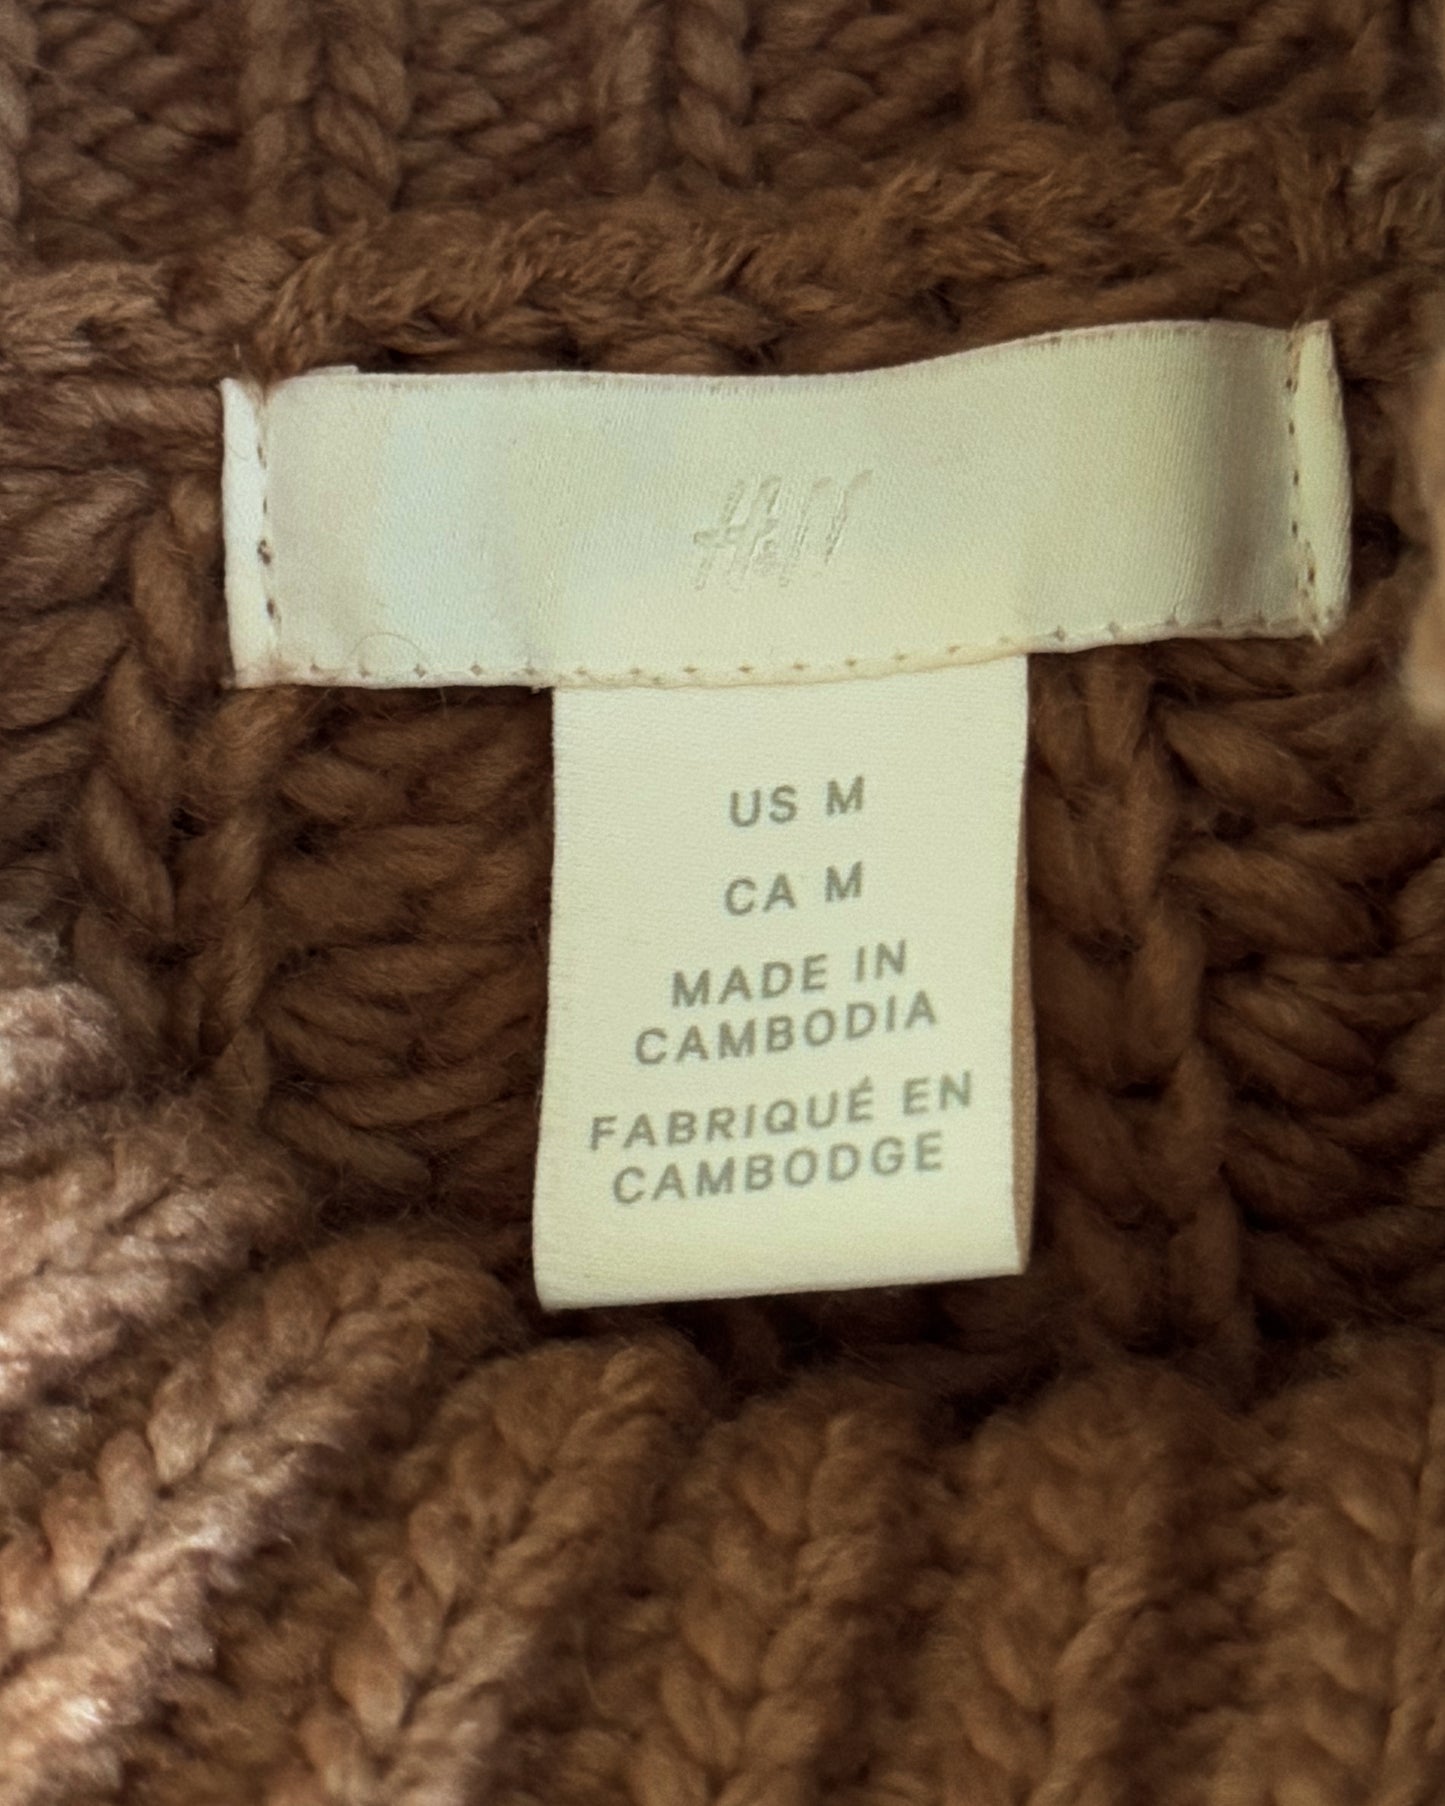 H&M
US M
CA M
MADE IN
CAMBODIA
FABRIQUÉ EN
CAMBODGE